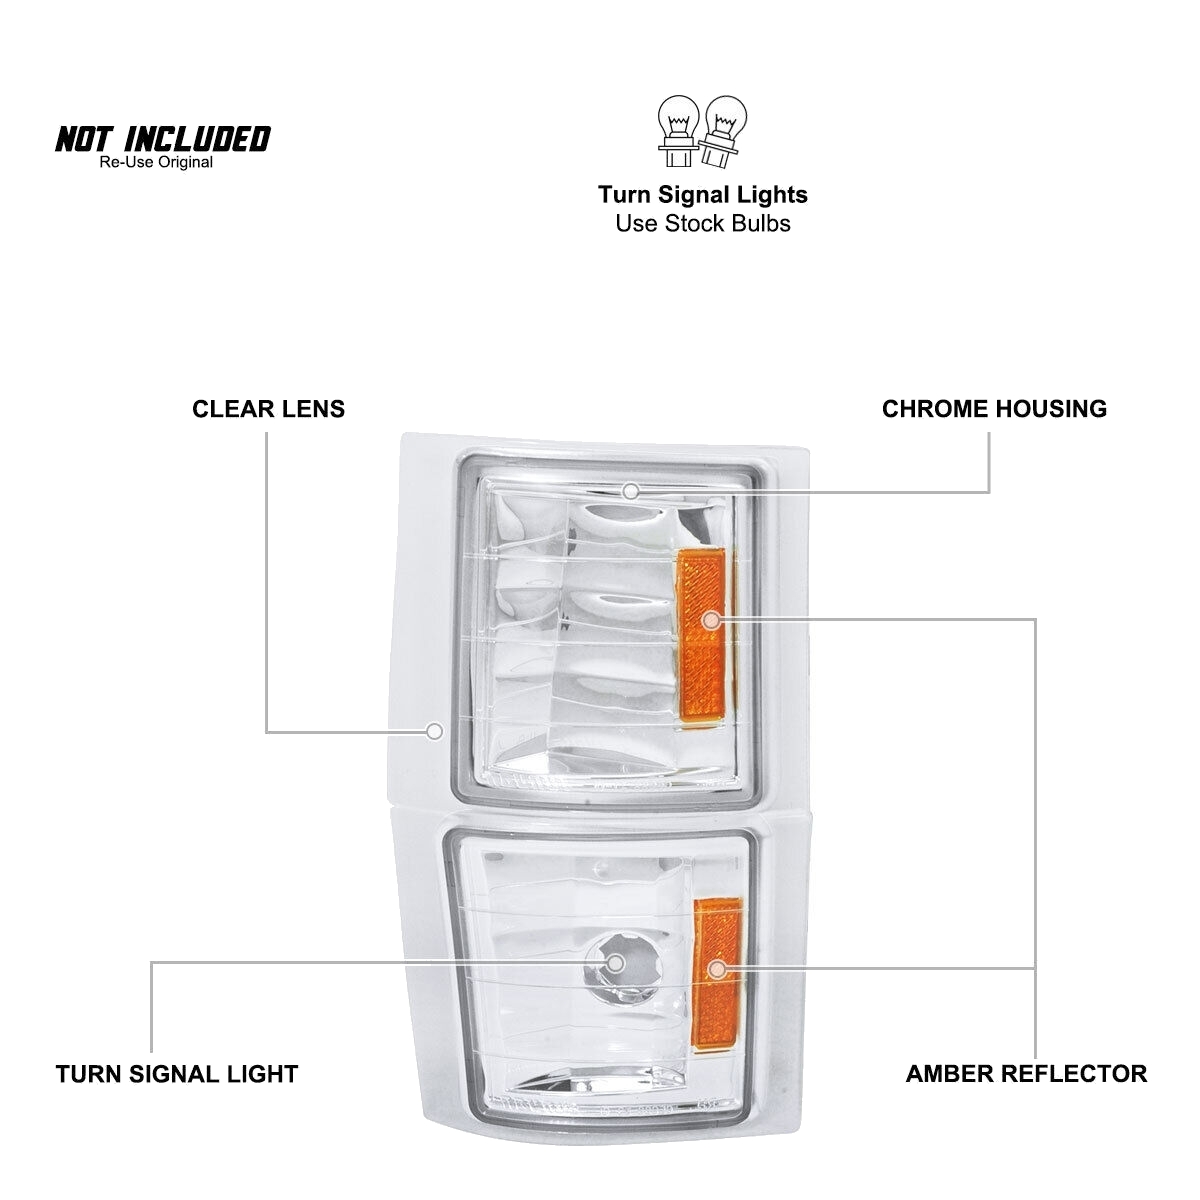 NOT INCLUDED
Re-Use Original
Turn Signal Lights
Use Stock Bulbs
CLEAR LENS
CHROME HOUSING
TURN SIGNAL LIGHT
AMBER REFLECTOR